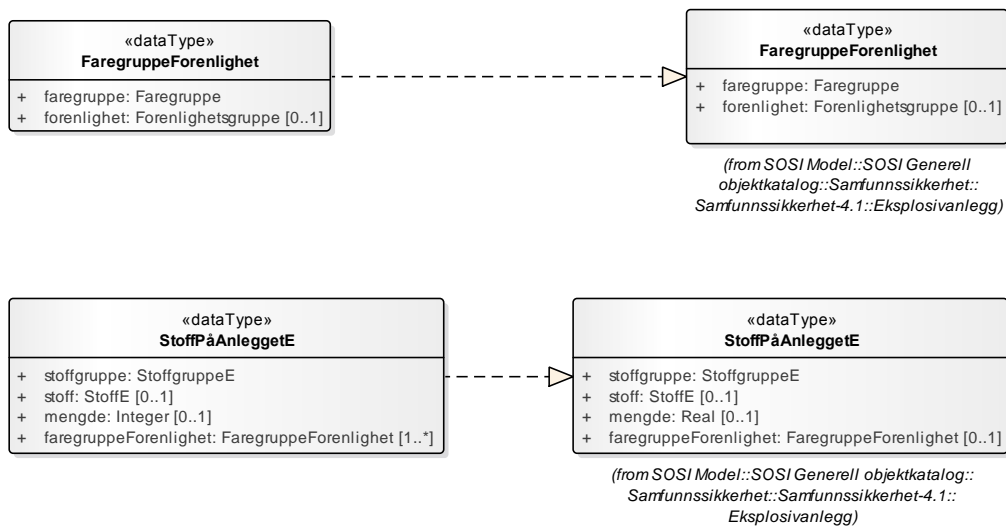 «dataType»
FaregruppeForenlighet
+ faregruppe: Faregruppe
+ forenlighet: Forenlighetsgruppe [0..1]
«dataType»
FaregruppeForenlighet
+ faregruppe: Faregruppe
+ forenlighet: Forenlighetsgruppe [0..1]
(from SOSI Model::SOSI Generell
objektkatalog::Samfunnssikkerhet::
Samfunnssikkerhet-4.1::Eksplosivanlegg)
«dataType»
StoffPåAnleggetE
+ stoffgruppe: StoffgruppeE
+ stoff: StoffE [0..1]
+ mengde: Integer [0..1]
+ faregruppeForenlighet: FaregruppeForenlighet [1..*]
«dataType»
StoffPåAnleggetE
+ stoffgruppe: StoffgruppeE
+ stoff: StoffE [0..1]
+ mengde: Real [0..1]
+ faregruppeForenlighet: FaregruppeForenlighet [0..1]
(from SOSI Model::SOSI Generell objektkatalog::
Samfunnssikkerhet::Samfunnssikkerhet-4.1::
Eksplosivanlegg)